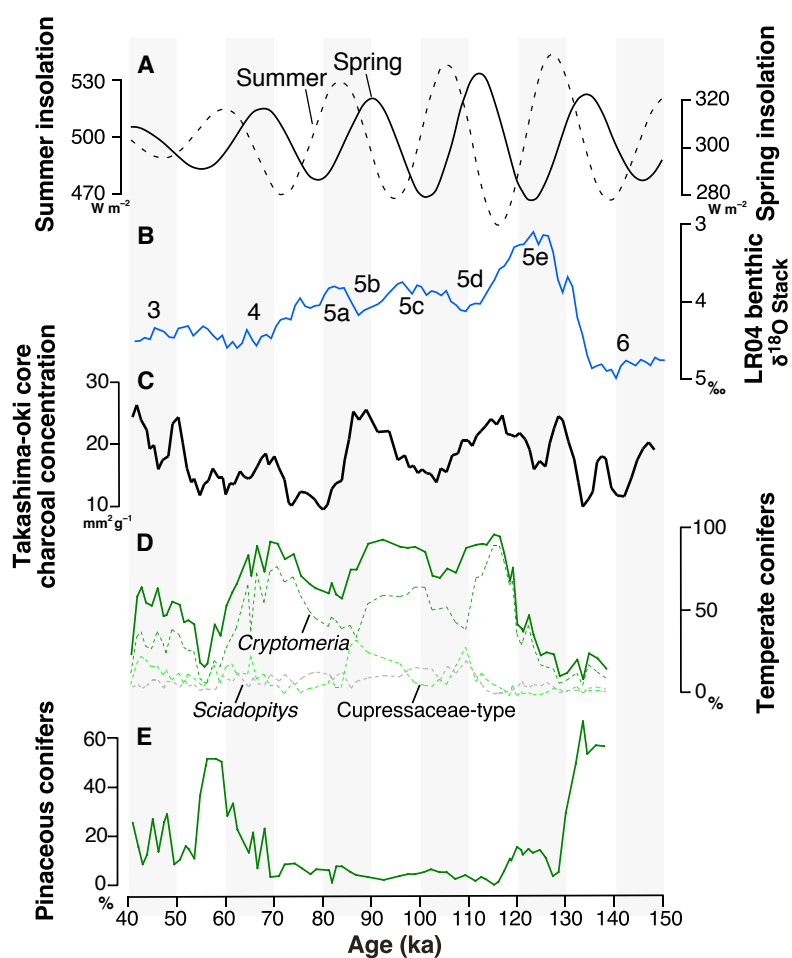 A
Summer
Spring
Summer insolation
530
500
470
W m⁻²
Spring insolation
320
300
280
W m⁻²
B
3
4
5a
5b
5c
5d
5e
6
3
4
5
‰
LR04 benthic
δ¹⁸O Stack
C
Takashima-oki core
charcoal concentration
30
20
10
mm² g⁻¹
D
Cryptomeria
Sciadopitys
Cupressaceae-type
100
50
0
%
Temperate conifers
E
Pinaceous conifers
60
40
20
0
%
40 50 60 70 80 90 100 110 120 130 140 150
Age (ka)